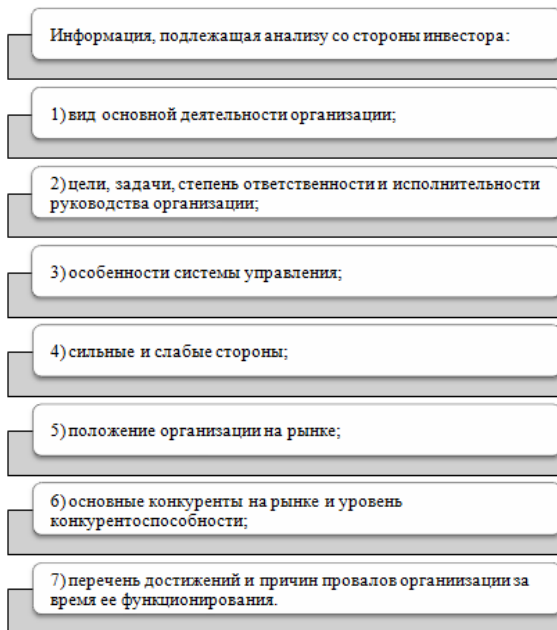 Информация, подлежащая анализу со стороны инвестора:
1) вид основной деятельности организации;
2) цели, задачи, степень ответственности и исполнительности
руководства организации;
3) особенности системы управления;
4) сильные и слабые стороны;
5) положение организации на рынке;
6) основные конкуренты на рынке и уровень
конкурентоспособности;
7) перечень достижений и причин провалов органиизации за
время ее функционирования.